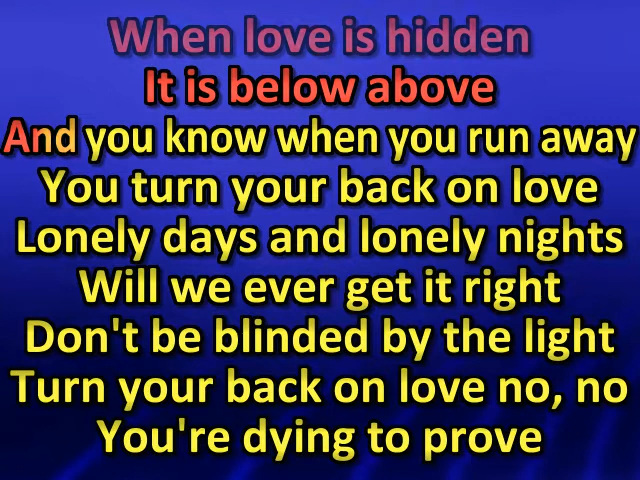 When love is hidden
It is below above
And you know when you run away
You turn your back on love
Lonely days and lonely nights
Will we ever get it right
Don't be blinded by the light
Turn your back on love no, no
You're dying to prove